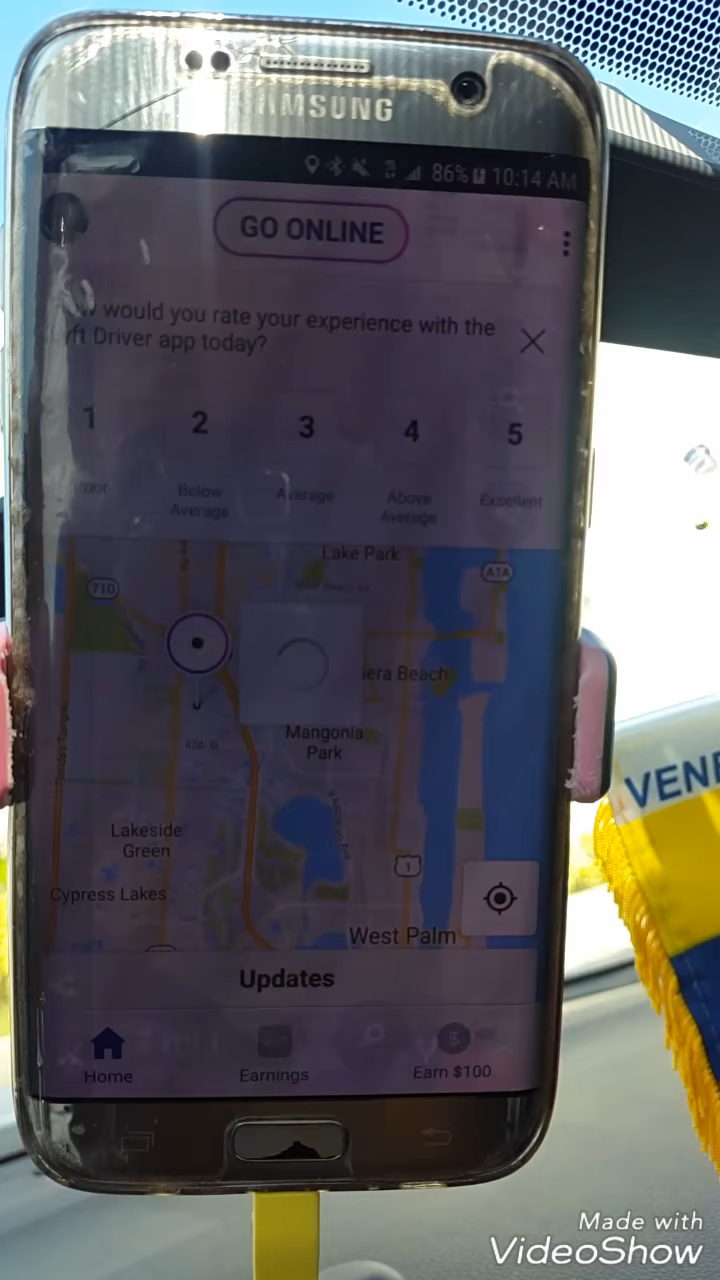 SAMSUNG
86% 10:14 AM
GO ONLINE
would you rate your experience with the
Driver app today?
1 2 3 4 5
Below Average
Average
Above Average
Excellent
Lake Park
A1A
710
Beach
Mangonia
Park
Lakeside
Green
1
Cypress Lakes
West Palm
Updates
Home Earnings Earn $100
VENE
Made with
VideoShow